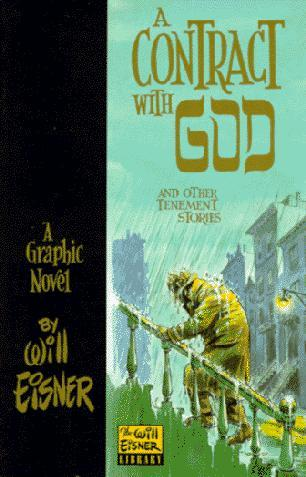 A
CONTRACT
WITH
GOD
AND OTHER
TENEMENT
STORIES
A
Graphic
Novel
BY
Will
EISNER
The Will
EISNER
LIBRARY